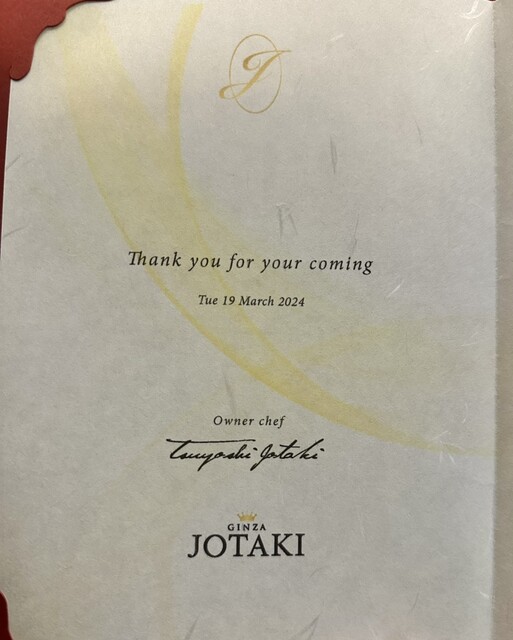 J
Thank you for your coming
Tue 19 March 2024
Owner chef
Tsuyoshi Jotaki
GINZA
JOTAKI